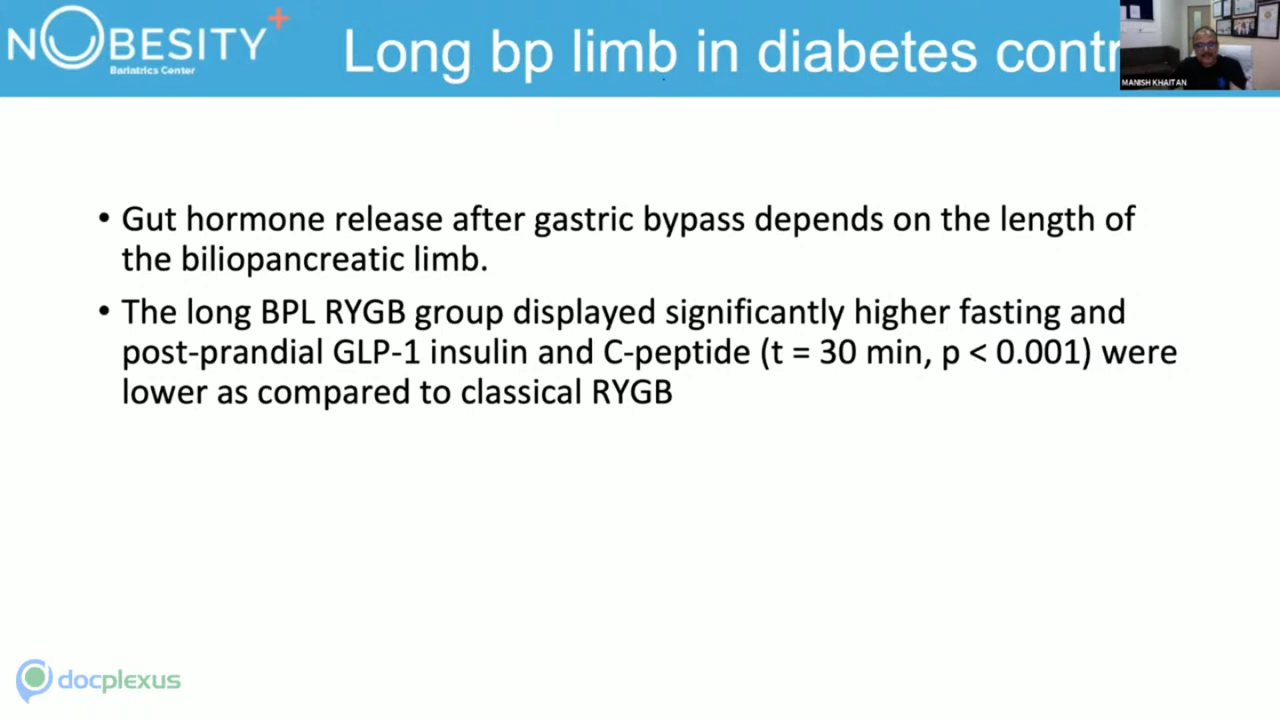 NOBESITY+
Bariatrics Center
Long bp limb in diabetes contr
MANISH KHAITAN
• Gut hormone release after gastric bypass depends on the length of
the biliopancreatic limb.
• The long BPL RYGB group displayed significantly higher fasting and
post-prandial GLP-1 insulin and C-peptide (t = 30 min, p < 0.001) were
lower as compared to classical RYGB
docplexus